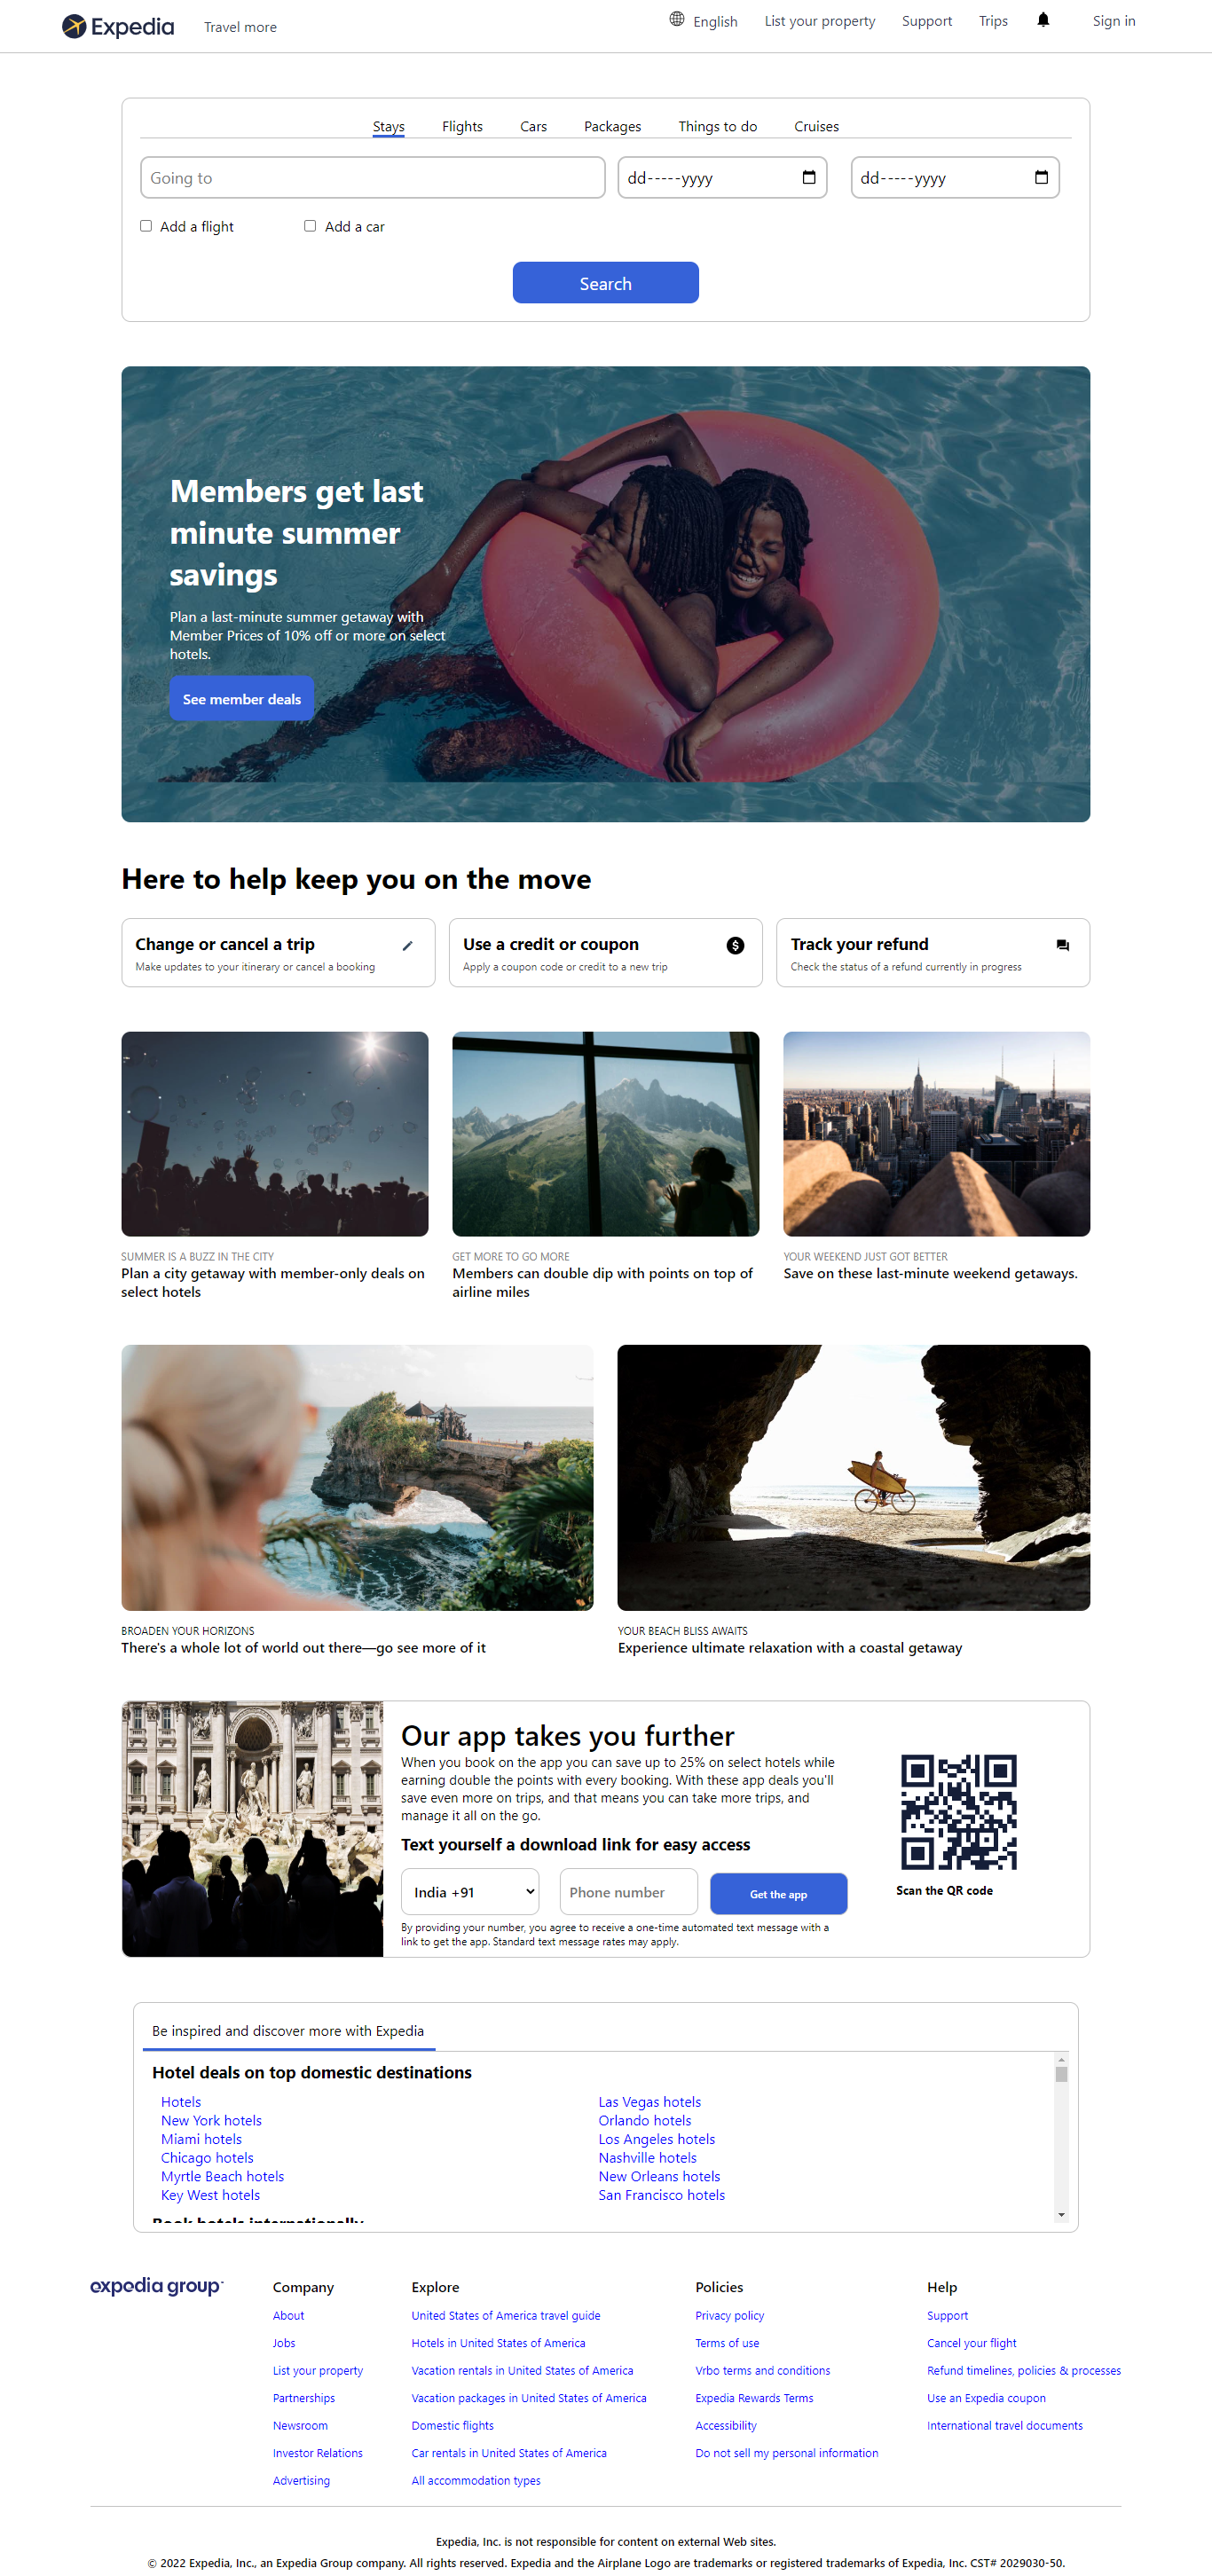 Expedia
Travel more
English
List your property
Support
Trips
Sign in
Stays
Flights
Cars
Packages
Things to do
Cruises
Going to
dd-----yyyy
dd-----yyyy
Add a flight
Add a car
Search
Members get last
minute summer
savings
Plan a last-minute summer getaway with
Member Prices of 10% off or more on select
hotels.
See member deals
Here to help keep you on the move
Change or cancel a trip
Make updates to your itinerary or cancel a booking
Use a credit or coupon
Apply a coupon code or credit to a new trip
Track your refund
Check the status of a refund currently in progress
SUMMER IS A BUZZ IN THE CITY
Plan a city getaway with member-only deals on
select hotels
GET MORE TO GO MORE
Members can double dip with points on top of
airline miles
YOUR WEEKEND JUST GOT BETTER
Save on these last-minute weekend getaways.
BROADEN YOUR HORIZONS
There's a whole lot of world out there—go see more of it
YOUR BEACH BLISS AWAITS
Experience ultimate relaxation with a coastal getaway
Our app takes you further
When you book on the app you can save up to 25% on select hotels while
earning double the points with every booking. With these app deals you'll
save even more on trips, and that means you can take more trips, and
manage it all on the go.
Text yourself a download link for easy access
India +91
Phone number
Get the app
By providing your number, you agree to receive a one-time automated text message with a
link to get the app. Standard text message rates may apply.
Scan the QR code
Be inspired and discover more with Expedia
Hotel deals on top domestic destinations
Hotels
New York hotels
Miami hotels
Chicago hotels
Myrtle Beach hotels
Key West hotels
Las Vegas hotels
Orlando hotels
Los Angeles hotels
Nashville hotels
New Orleans hotels
San Francisco hotels
Book hotels internationally
expedia group
Company
About
Jobs
List your property
Partnerships
Newsroom
Investor Relations
Advertising
Explore
United States of America travel guide
Hotels in United States of America
Vacation rentals in United States of America
Vacation packages in United States of America
Domestic flights
Car rentals in United States of America
All accommodation types
Policies
Privacy policy
Terms of use
Vrbo terms and conditions
Expedia Rewards Terms
Accessibility
Do not sell my personal information
Help
Support
Cancel your flight
Refund timelines, policies & processes
Use an Expedia coupon
International travel documents
Expedia, Inc. is not responsible for content on external Web sites.
© 2022 Expedia, Inc., an Expedia Group company. All rights reserved. Expedia and the Airplane Logo are trademarks or registered trademarks of Expedia, Inc. CST# 2029030-50.